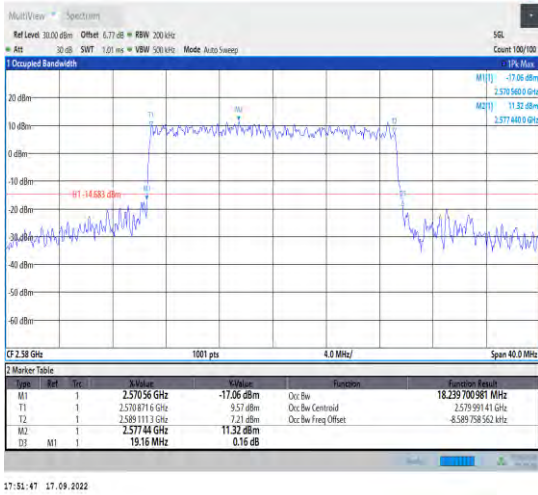 MultiView Spectrum
Ref Level 30.00 dBm Offset 6.77 dB RBW 200 kHz SGL
Att 30 dB SWT 1.01 ms VBW 500 kHz Mode Auto Sweep Count 100/100
1 Occupied Bandwidth 1Pk Max
M1[1] -17.06 dBm
2.570 560 0 GHz
M2[1] 11.32 dBm
2.577 440 0 GHz
20 dBm
10 dBm
0 dBm
-10 dBm
H1 -14.683 dBm
-20 dBm
-30 dBm
-40 dBm
-50 dBm
-60 dBm
T1
M2
T2
CF 2.58 GHz 1001 pts 4.0 MHz/ Span 40.0 MHz
2 Marker Table
Type Ref Trc X-Value Y-Value Function Function Result
M1 1 2.570 56 GHz -17.06 dBm Occ Bw 18.239 700 981 MHz
T1 1 2.570 871 6 GHz 9.57 dBm Occ Bw Centroid 2.579 991 41 GHz
T2 1 2.589 111 3 GHz 7.21 dBm Occ Bw Freq Offset -8.589 758 562 kHz
M2 1 2.577 44 GHz 11.32 dBm
D3 M1 1 19.16 MHz 0.16 dB
17:51:47 17.09.2022